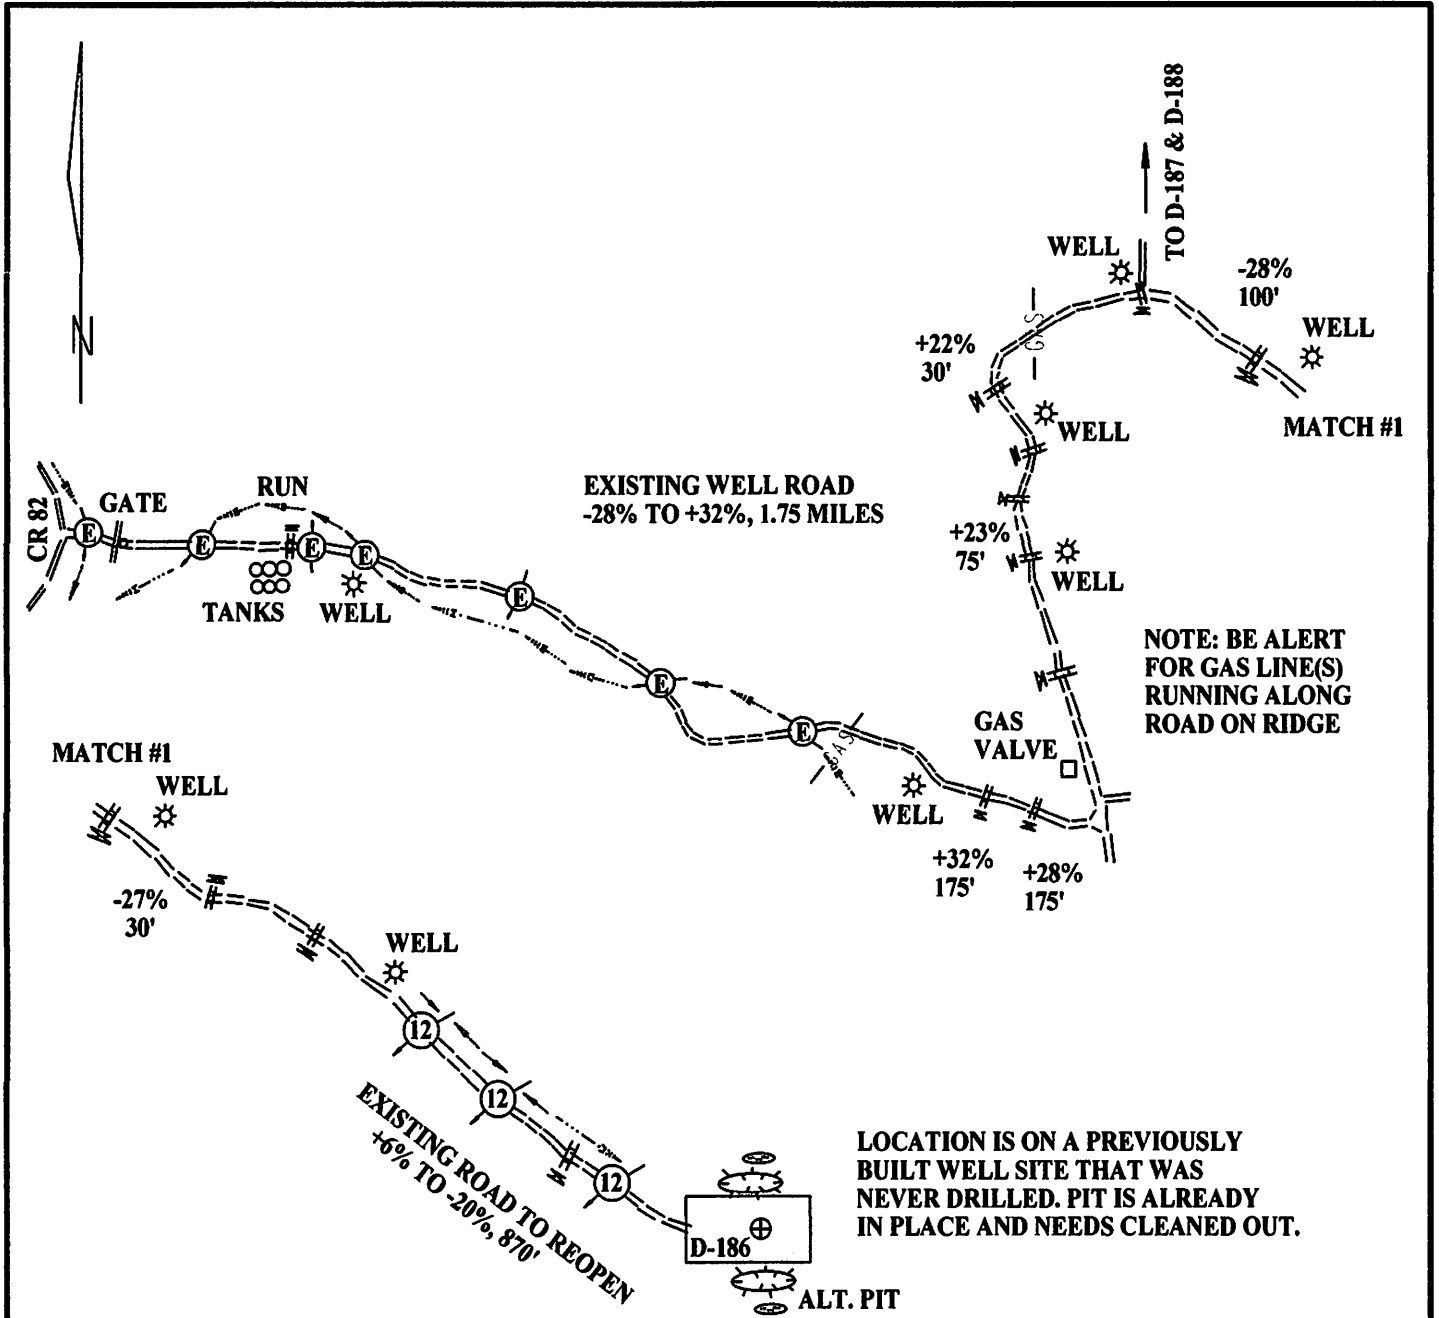 TO D-187 & D-188
WELL
-28%
100'
WELL
+22%
30'
GAS
WELL
MATCH #1
N
CR 82
GATE
RUN
EXISTING WELL ROAD
-28% TO +32%, 1.75 MILES
+23%
75'
WELL
E
E
E
E
E
E
E
TANKS
WELL
NOTE: BE ALERT
FOR GAS LINE(S)
RUNNING ALONG
ROAD ON RIDGE
GAS
VALVE
GAS
WELL
+32%
175'
+28%
175'
MATCH #1
WELL
-27%
30'
WELL
12
12
12
EXISTING ROAD TO REOPEN
+6% TO -20%, 870'
LOCATION IS ON A PREVIOUSLY
BUILT WELL SITE THAT WAS
NEVER DRILLED. PIT IS ALREADY
IN PLACE AND NEEDS CLEANED OUT.
D-186
ALT. PIT